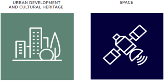 URBAN DEVELOPMENT
AND CULTURAL HERITAGE
SPACE